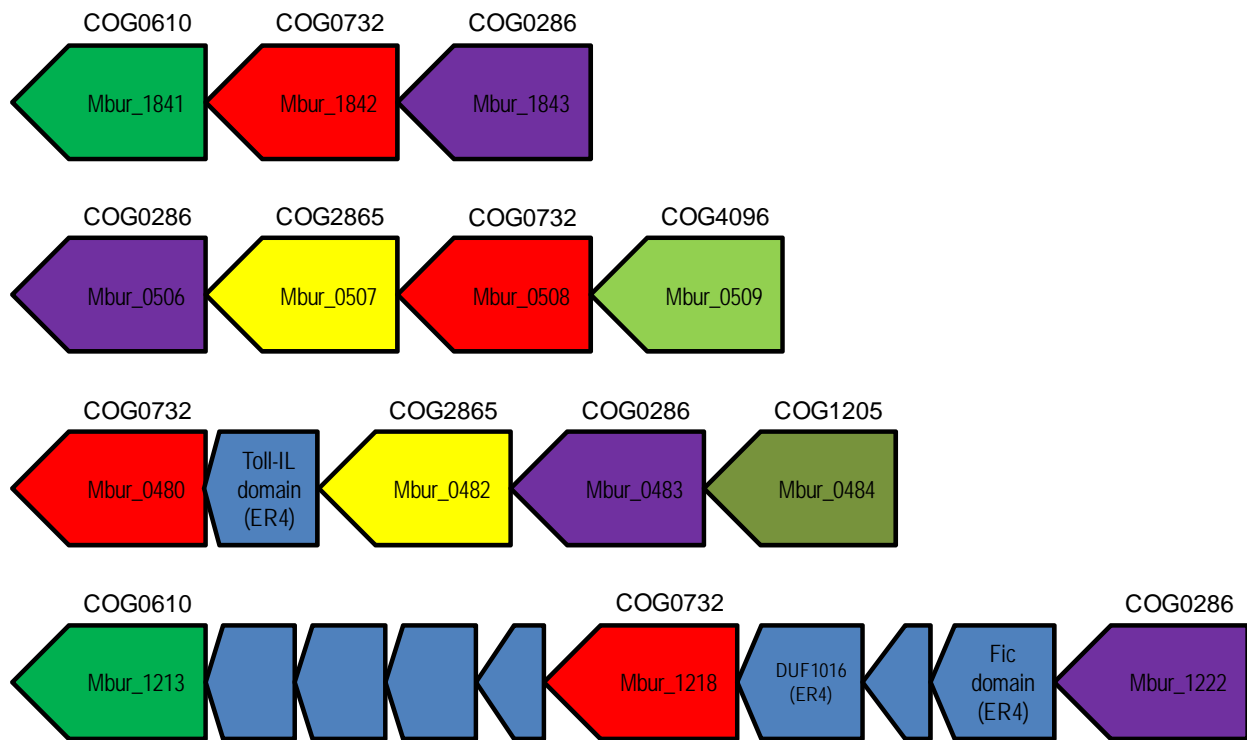 COG0610 COG0732 COG0286
Mbur_1841 Mbur_1842 Mbur_1843
COG0286 COG2865 COG0732 COG4096
Mbur_0506 Mbur_0507 Mbur_0508 Mbur_0509
COG0732 COG2865 COG0286 COG1205
Mbur_0480
Toll-IL
domain
(ER4)
Mbur_0482 Mbur_0483 Mbur_0484
COG0610 COG0732 COG0286
Mbur_1213 Mbur_1218
DUF1016
(ER4)
Fic
domain
(ER4)
Mbur_1222